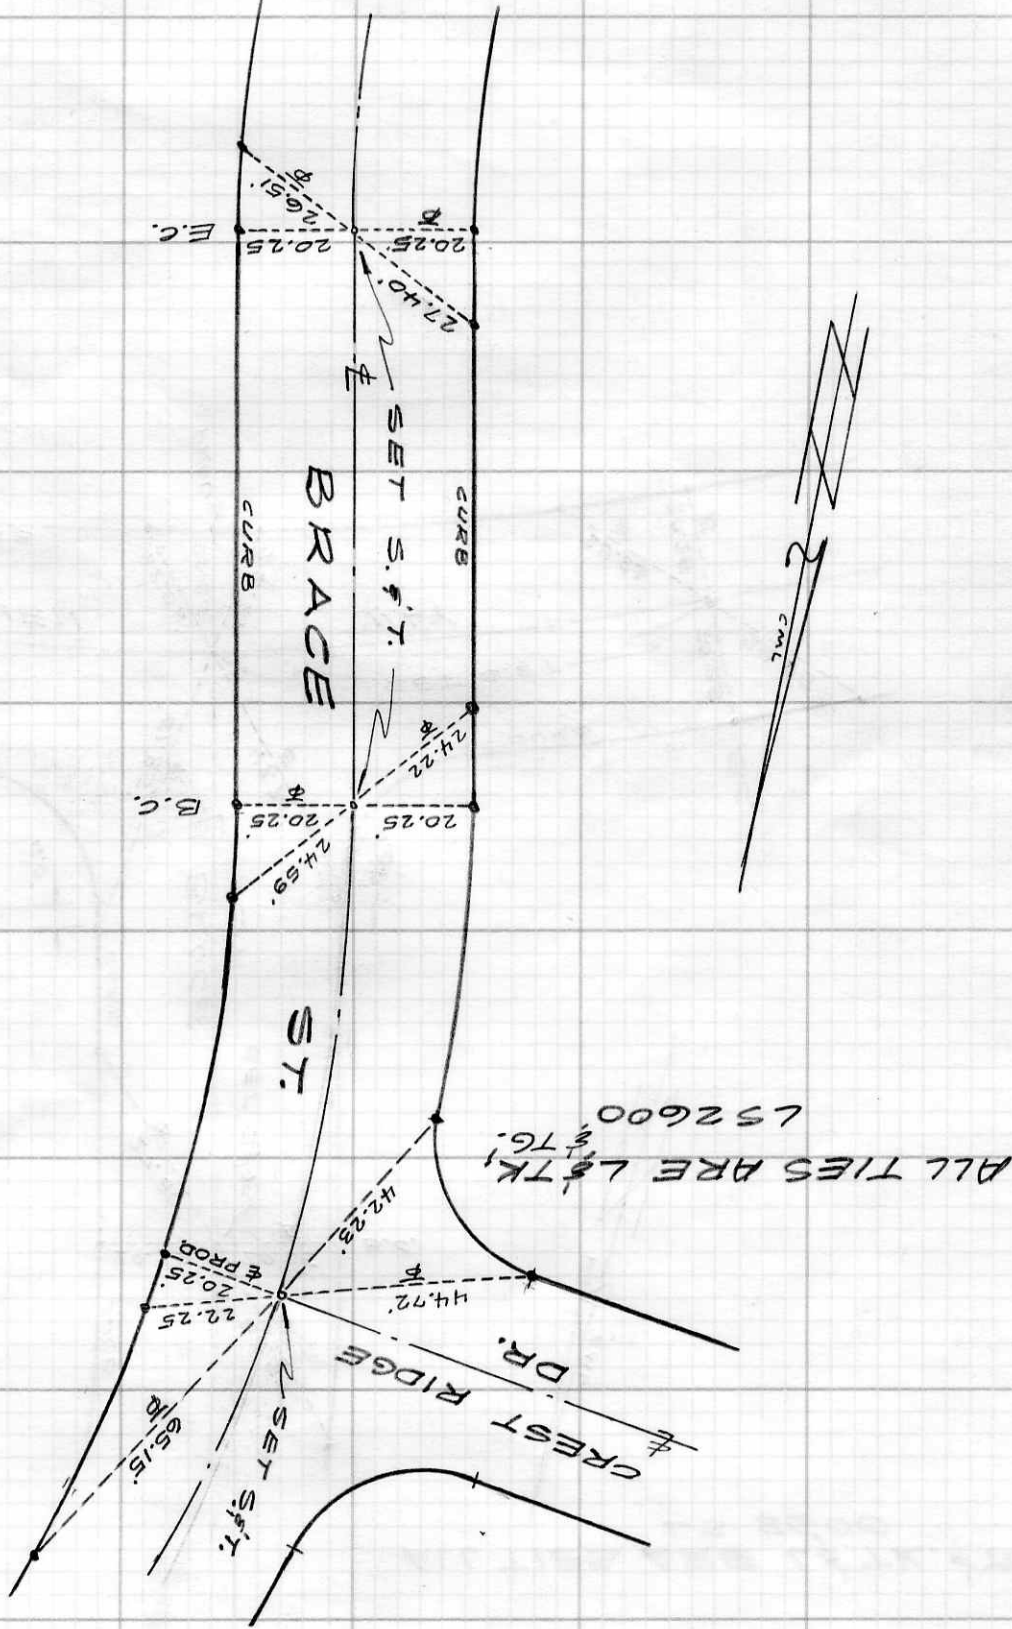 26.51'
E.C.
20.25
20.25'
27.40'
℄
SET S.&T.
BRACE ST.
CURB
CURB
CML
24.22
B.C.
20.25'
20.25'
24.59'
ALL TIES ARE L&TK!
& TG.
LS2600
42.23'
℄ PROD.
20.25'
22.25
44.72'
65.15'
SET S.&T.
CREST RIDGE
DR.
℄